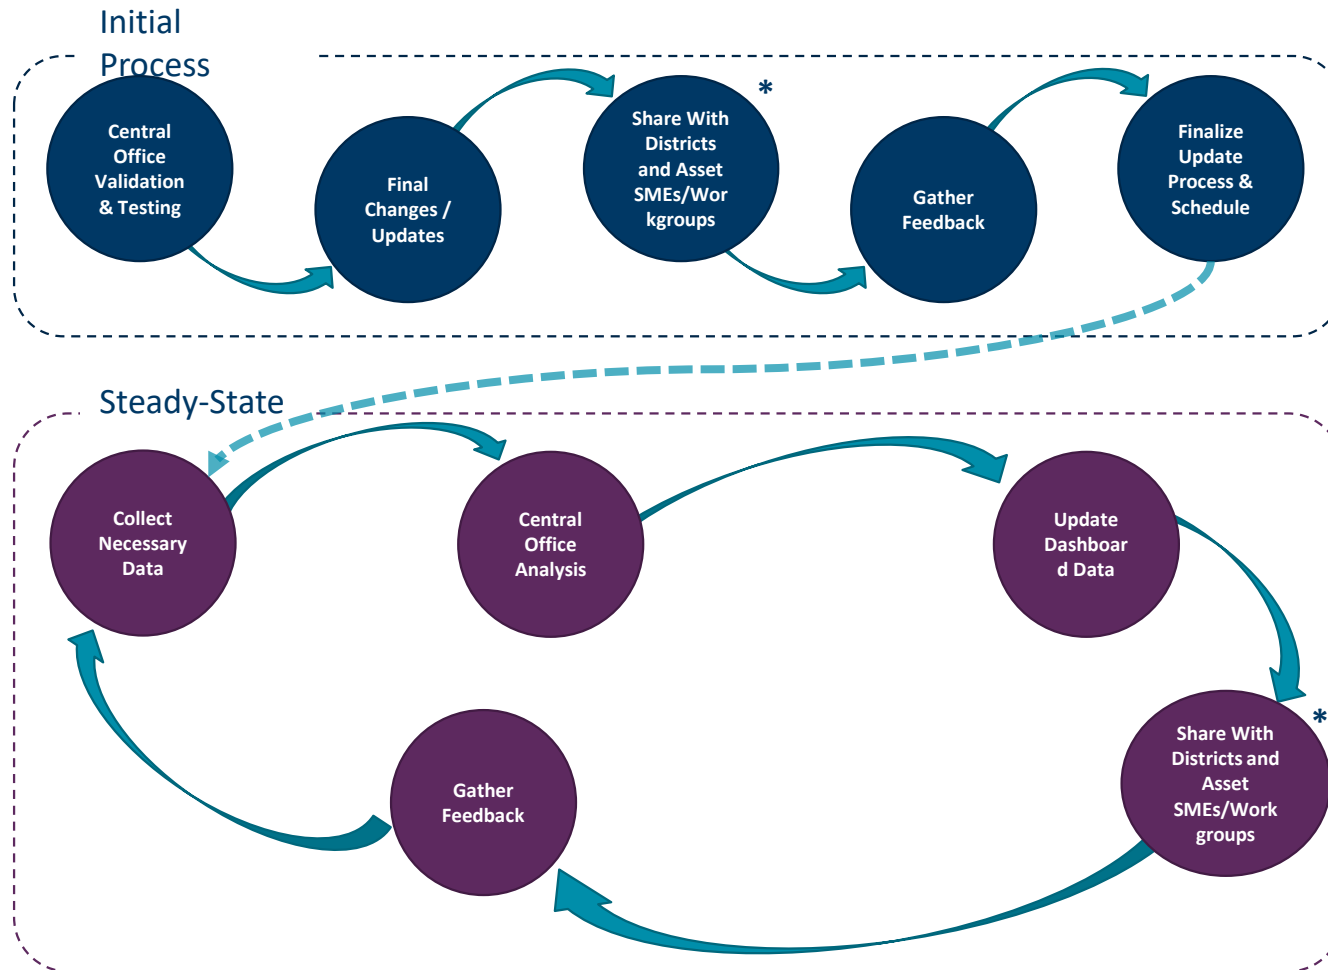 Initial
Process
Central
Office
Validation
& Testing
Final
Changes /
Updates
*
Share With
Districts
and Asset
SMEs/Wor
kgroups
Gather
Feedback
Finalize
Update
Process &
Schedule
Steady-State
Collect
Necessary
Data
Central
Office
Analysis
Update
Dashboar
d Data
*
Share With
Districts and
Asset
SMEs/Work
groups
Gather
Feedback